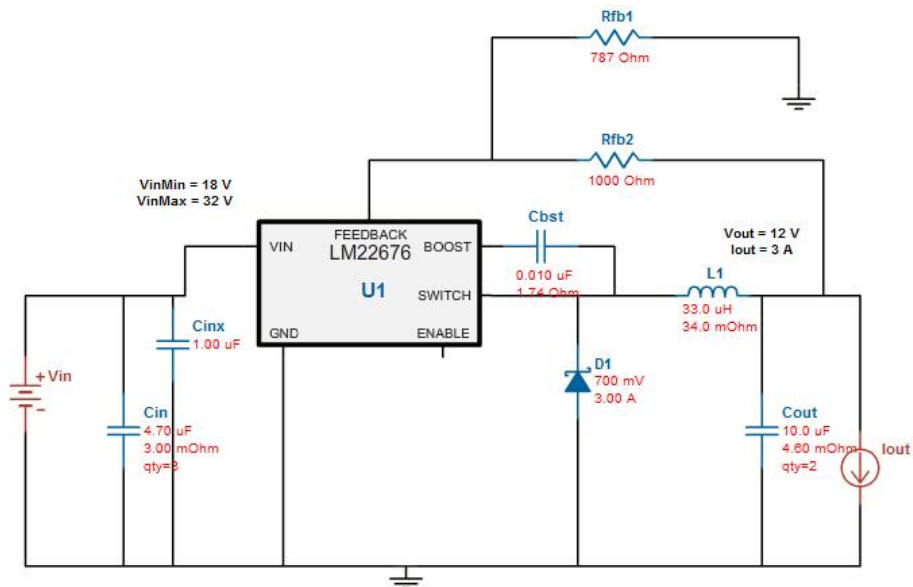 Rfb1
787 Ohm
Rfb2
1000 Ohm
VinMin = 18 V
VinMax = 32 V
FEEDBACK
VIN
LM22676
BOOST
U1
SWITCH
GND
ENABLE
Cbst
0.010 uF
1.74 Ohm
Vout = 12 V
Iout = 3 A
L1
33.0 uH
34.0 mOhm
Cinx
1.00 uF
+
Vin
-
Cin
4.70 uF
3.00 mOhm
qty=3
D1
700 mV
3.00 A
Cout
10.0 uF
4.60 mOhm
qty=2
Iout